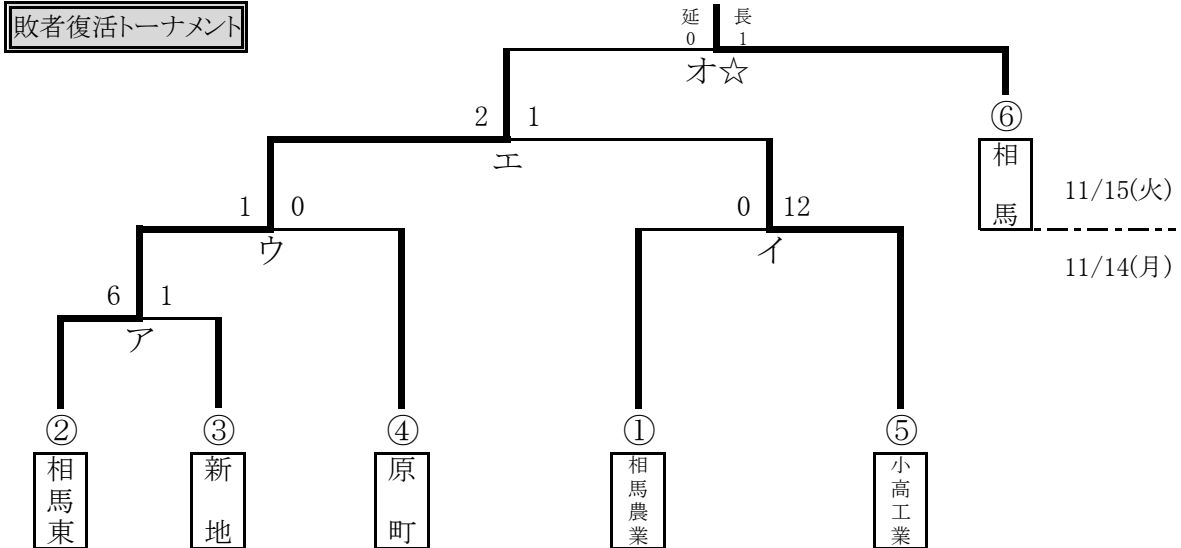 敗者復活トーナメント
延 長
0 1
オ☆
2 1
エ
⑥
相馬
11/15(火)
1 0
ウ
0 12
イ
11/14(月)
6 1
ア
② ③ ④ ① ⑤
相馬東
新地
原町
相馬農業
小高工業